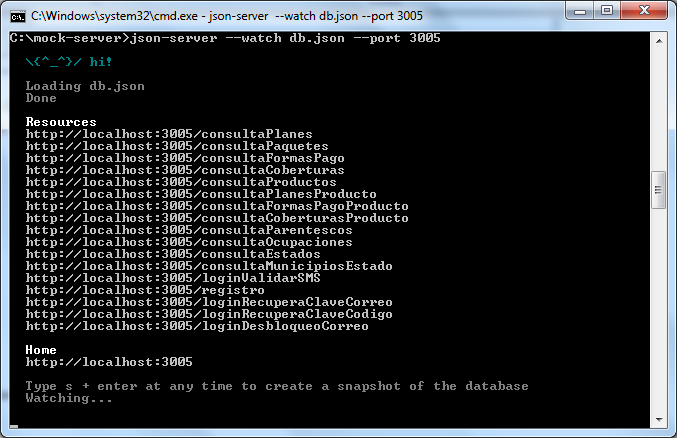 C:\Windows\system32\cmd.exe - json-server  --watch db.json --port 3005
C:\mock-server>json-server --watch db.json --port 3005
\{^_^}/ hi!
Loading db.json
Done
Resources
http://localhost:3005/consultaPlanes
http://localhost:3005/consultaPaquetes
http://localhost:3005/consultaFormasPago
http://localhost:3005/consultaCoberturas
http://localhost:3005/consultaProductos
http://localhost:3005/consultaPlanesProducto
http://localhost:3005/consultaFormasPagoProducto
http://localhost:3005/consultaCoberturasProducto
http://localhost:3005/consultaParentescos
http://localhost:3005/consultaOcupaciones
http://localhost:3005/consultaEstados
http://localhost:3005/consultaMunicipiosEstado
http://localhost:3005/loginValidarSMS
http://localhost:3005/registro
http://localhost:3005/loginRecuperaClaveCorreo
http://localhost:3005/loginRecuperaClaveCodigo
http://localhost:3005/loginDesbloqueoCorreo
Home
http://localhost:3005
Type s + enter at any time to create a snapshot of the database
Watching...